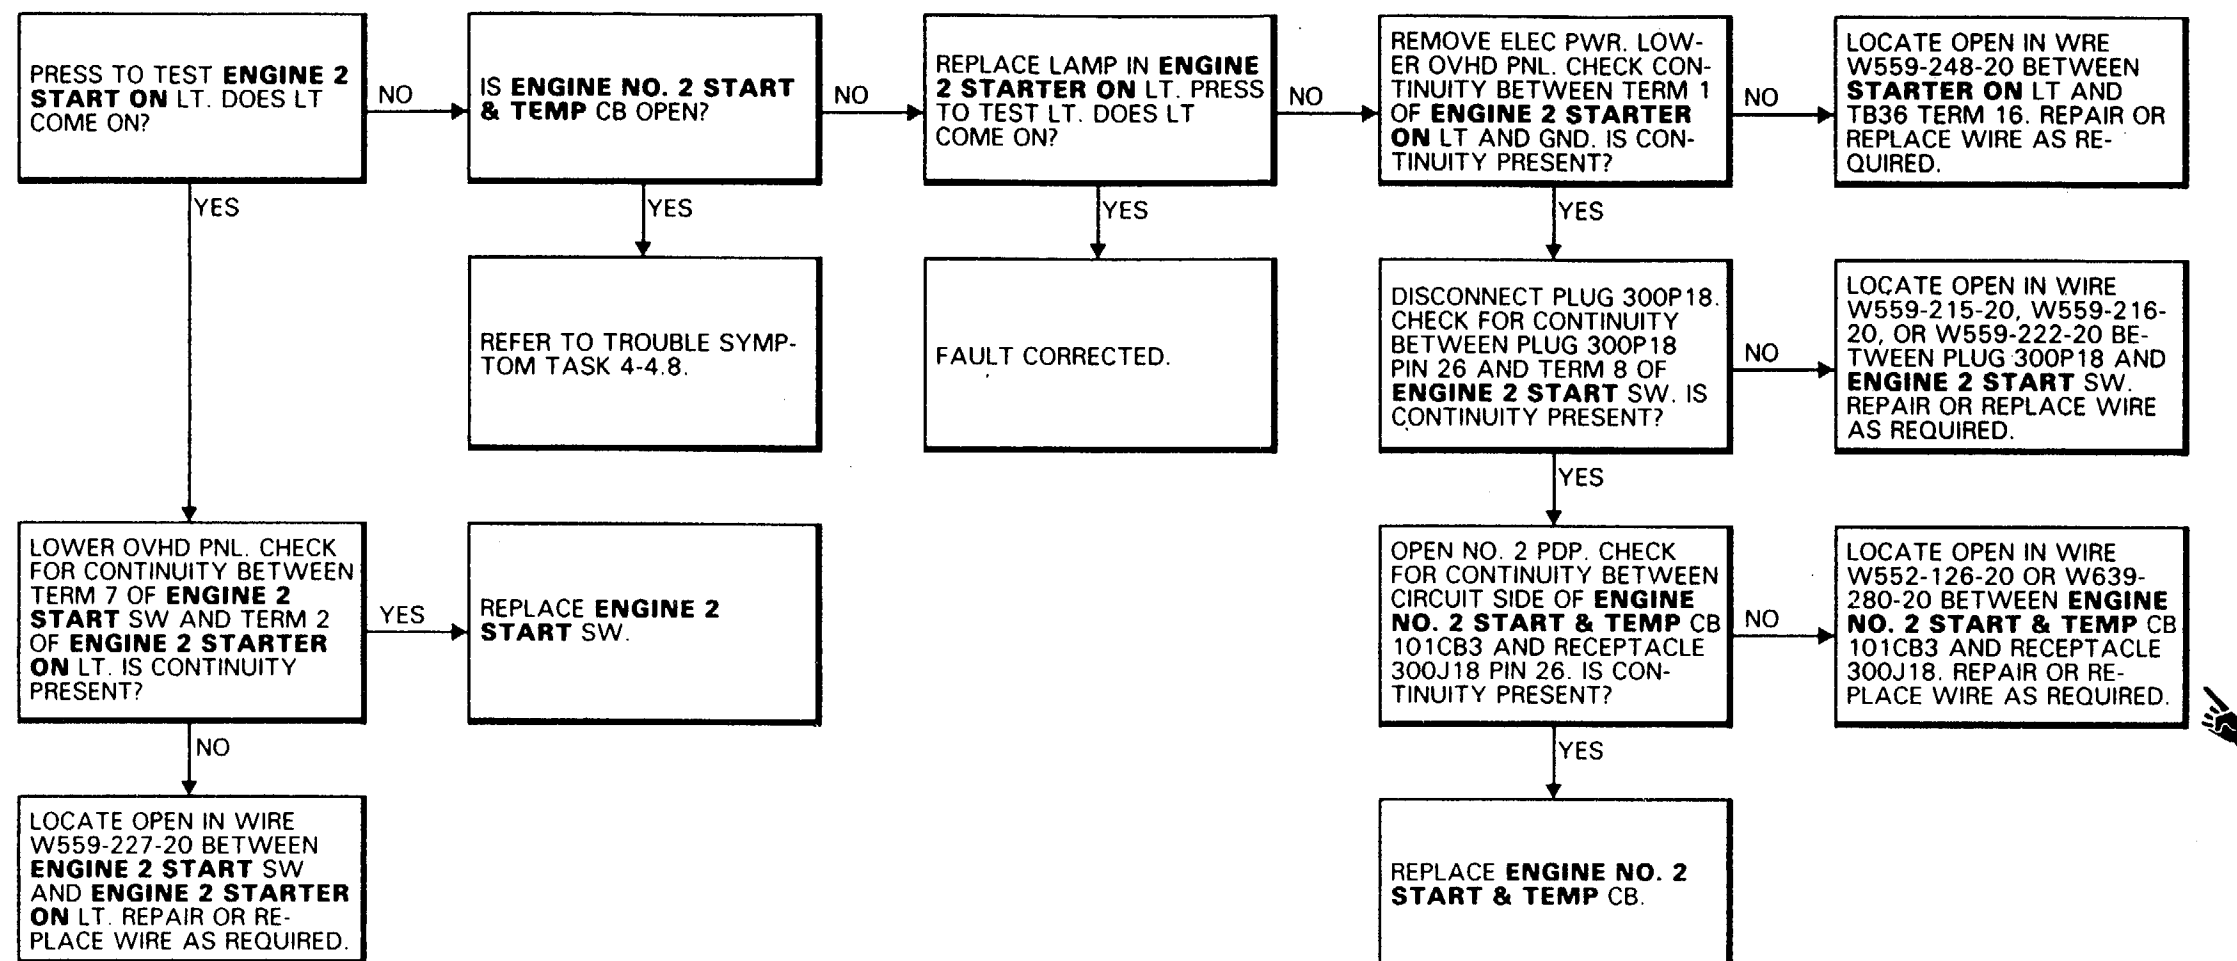 PRESS TO TEST ENGINE 2
START ON LT. DOES LT
COME ON?
NO
IS ENGINE NO. 2 START
& TEMP CB OPEN?
NO
REPLACE LAMP IN ENGINE
2 STARTER ON LT. PRESS
TO TEST LT. DOES LT
COME ON?
NO
REMOVE ELEC PWR. LOW-
ER OVHD PNL. CHECK CON-
TINUITY BETWEEN TERM 1
OF ENGINE 2 STARTER
ON LT AND GND. IS CON-
TINUITY PRESENT?
NO
LOCATE OPEN IN WRE
W559-248-20 BETWEEN
STARTER ON LT AND
TB36 TERM 16. REPAIR OR
REPLACE WIRE AS RE-
QUIRED.
YES
YES
YES
YES
REFER TO TROUBLE SYMP-
TOM TASK 4-4.8.
FAULT CORRECTED.
DISCONNECT PLUG 300P18.
CHECK FOR CONTINUITY
BETWEEN PLUG 300P18
PIN 26 AND TERM 8 OF
ENGINE 2 START SW. IS
CONTINUITY PRESENT?
NO
LOCATE OPEN IN WIRE
W559-215-20, W559-216-
20, OR W559-222-20 BE-
TWEEN PLUG 300P18 AND
ENGINE 2 START SW.
REPAIR OR REPLACE WIRE
AS REQUIRED.
YES
LOWER OVHD PNL. CHECK
FOR CONTINUITY BETWEEN
TERM 7 OF ENGINE 2
START SW AND TERM 2
OF ENGINE 2 STARTER
ON LT. IS CONTINUITY
PRESENT?
YES
REPLACE ENGINE 2
START SW.
OPEN NO. 2 PDP. CHECK
FOR CONTINUITY BETWEEN
CIRCUIT SIDE OF ENGINE
NO. 2 START & TEMP CB
101CB3 AND RECEPTACLE
300J18 PIN 26. IS CON-
TINUITY PRESENT?
NO
LOCATE OPEN IN WIRE
W552-126-20 OR W639-
280-20 BETWEEN ENGINE
NO. 2 START & TEMP CB
101CB3 AND RECEPTACLE
300J18. REPAIR OR RE-
PLACE WIRE AS REQUIRED.
NO
YES
LOCATE OPEN IN WIRE
W559-227-20 BETWEEN
ENGINE 2 START SW
AND ENGINE 2 STARTER
ON LT. REPAIR OR RE-
PLACE WIRE AS REQUIRED.
REPLACE ENGINE NO. 2
START & TEMP CB.